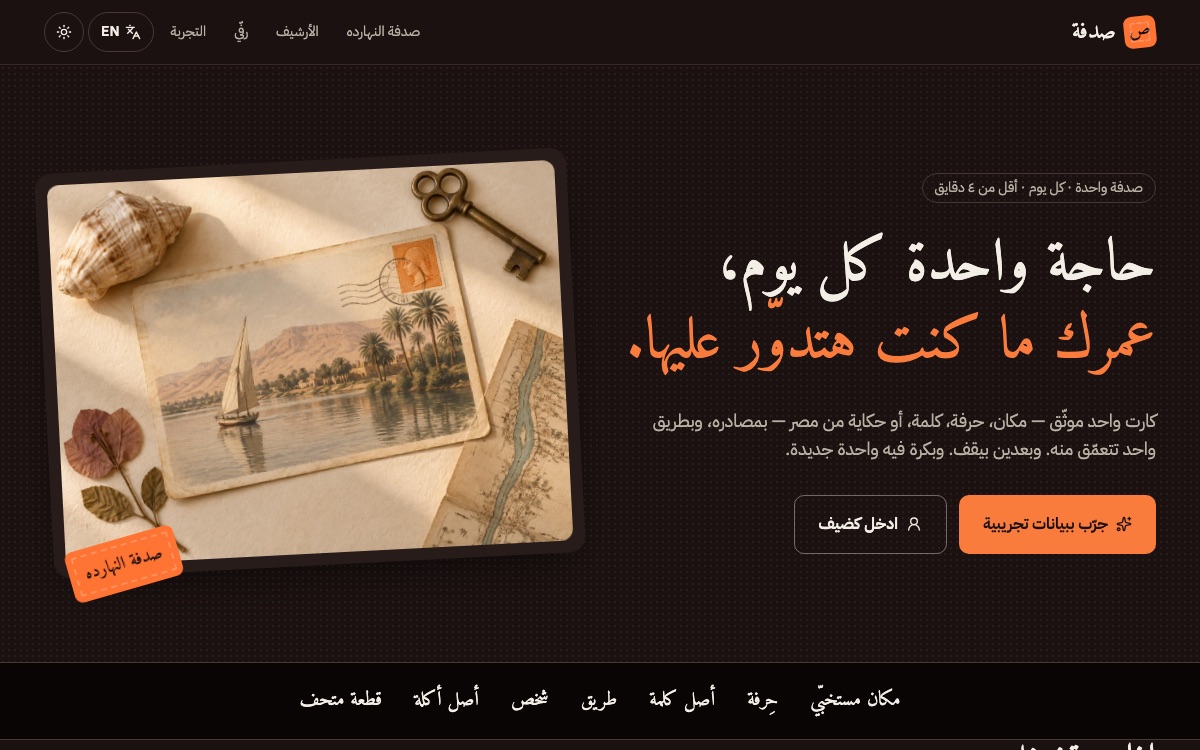 ص
صدفة
صدفة النهارده
الأرشيف
رفّي
التجربة
EN
صدفة واحدة · كل يوم · أقل من ٤ دقايق
حاجة واحدة كل يوم،
عمرك ما كنت هتدوّر عليها.
كارت واحد موثّق — مكان، حرفة، كلمة، أو حكاية من مصر — بمصادره، وبطريق
واحد تتعمّق منه. وبعدين بيقف. وبكرة فيه واحدة جديدة.
جرّب ببيانات تجريبية
ادخل كضيف
صدفة النهارده
مكان مستخبّي
حِرفة
أصل كلمة
طريق
شخص
أصل أكلة
قطعة متحف